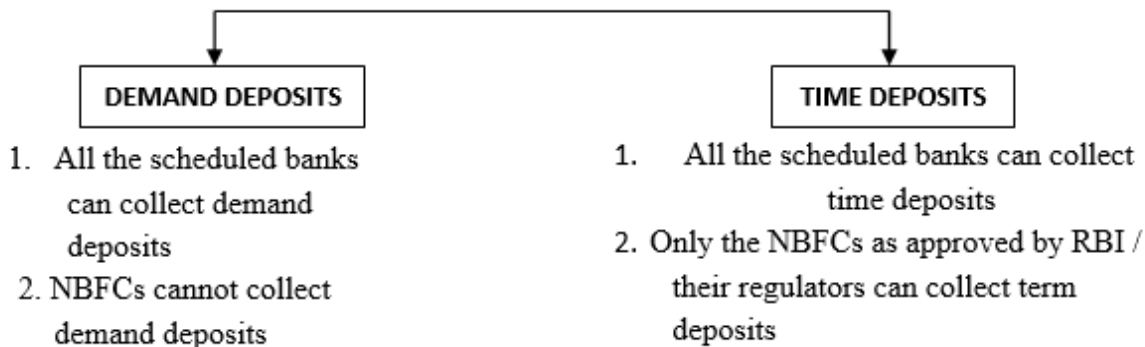 DEMAND DEPOSITS
1. All the scheduled banks
can collect demand
deposits
2. NBFCs cannot collect
demand deposits
TIME DEPOSITS
1. All the scheduled banks can collect
time deposits
2. Only the NBFCs as approved by RBI /
their regulators can collect term
deposits